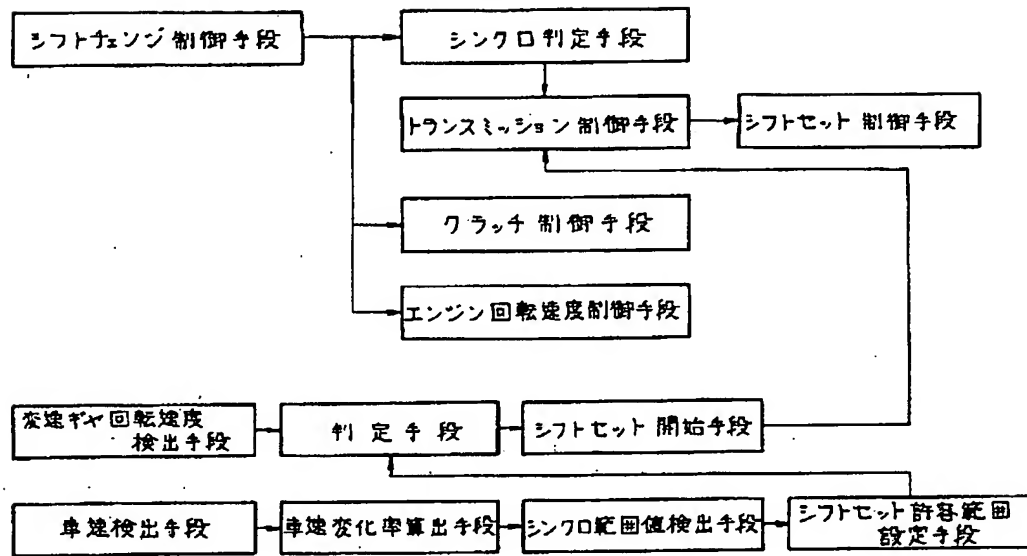 シフトチェンジ制御手段
シンクロ判定手段
トランスミッション制御手段
シフトセット制御手段
クラッチ制御手段
エンジン回転速度制御手段
変速ギヤ回転速度
検出手段
判定手段
シフトセット開始手段
車速検出手段
車速変化率算出手段
シンクロ範囲値検出手段
シフトセット許容範囲
設定手段